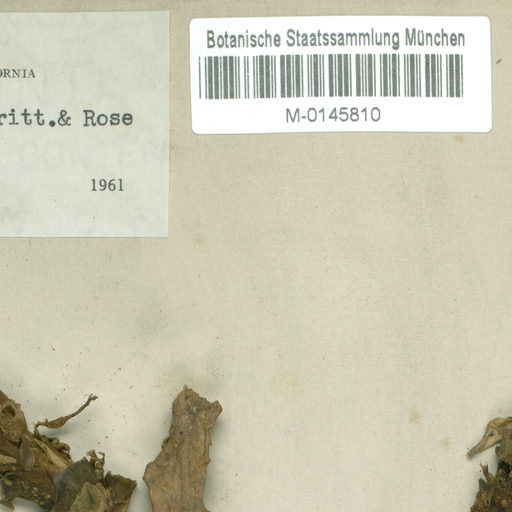 Botanische Staatssammlung München
M-0145810
ORNIA
ritt.& Rose
1961